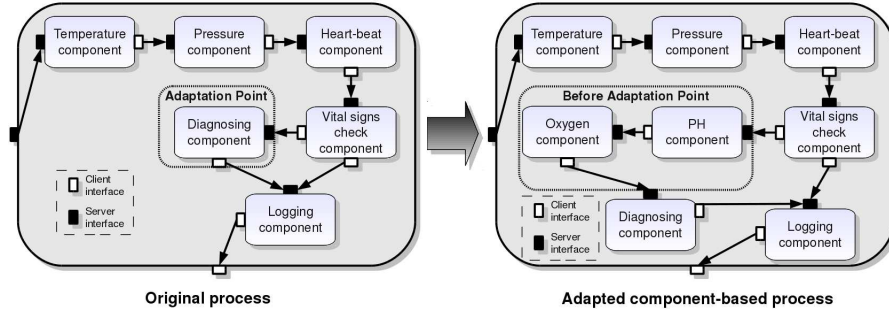 Temperature
component
Pressure
component
Heart-beat
component
Adaptation Point
Diagnosing
component
Vital signs
check
component
Client
interface
Server
interface
Logging
component
Original process
Temperature
component
Pressure
component
Heart-beat
component
Before Adaptation Point
Oxygen
component
PH
component
Vital signs
check
component
Client
interface
Server
interface
Diagnosing
component
Logging
component
Adapted component-based process